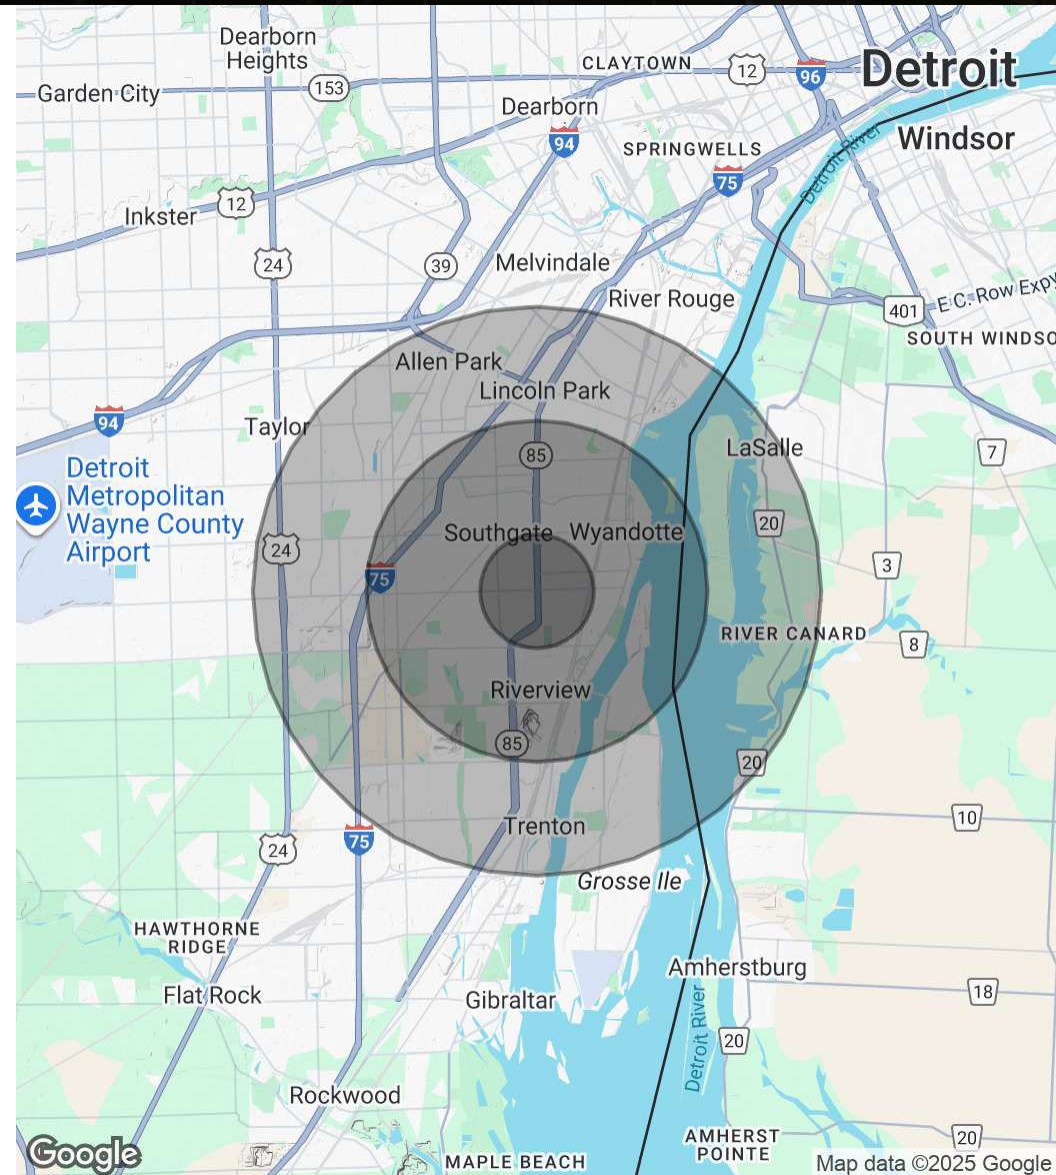 Dearborn
Heights
CLAYTOWN
12
96
Detroit
Garden City
153
Dearborn
94
SPRINGWELLS
75
Windsor
Detroit River
Inkster
12
24
39
Melvindale
River Rouge
401
E C. Row Expy
SOUTH WINDSO
Allen Park
Lincoln Park
94
Taylor
85
LaSalle
7
Detroit
Metropolitan
Wayne County
Airport
Southgate
Wyandotte
20
24
75
3
RIVER CANARD
8
Riverview
85
20
Trenton
10
75
24
Grosse Ile
HAWTHORNE
RIDGE
Amherstburg
Flat Rock
Gibraltar
18
Detroit River
20
Rockwood
AMHERST
POINTE
20
Google
MAPLE BEACH
Map data ©2025 Google